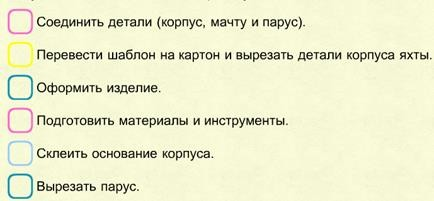 Соединить детали (корпус, мачту и парус).
Перевести шаблон на картон и вырезать детали корпуса яхты.
Оформить изделие.
Подготовить материалы и инструменты.
Склеить основание корпуса.
Вырезать парус.